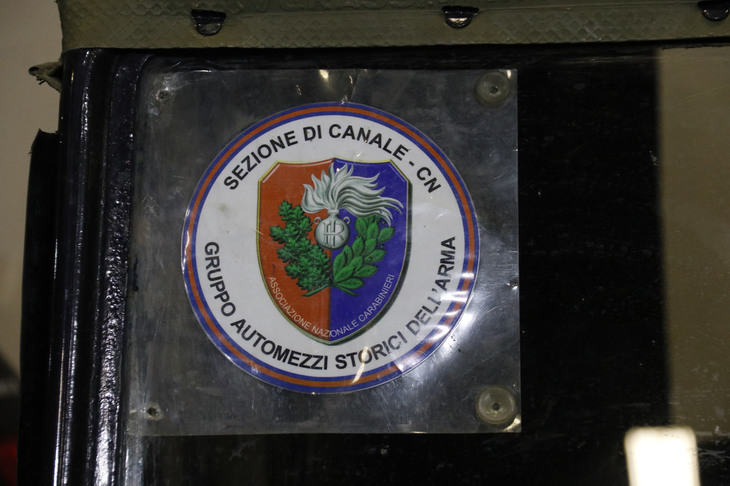 SEZIONE DI CANALE - CN
ASSOCIAZIONE NAZIONALE CARABINIERI
GRUPPO AUTOMEZZI STORICI DELL'ARMA